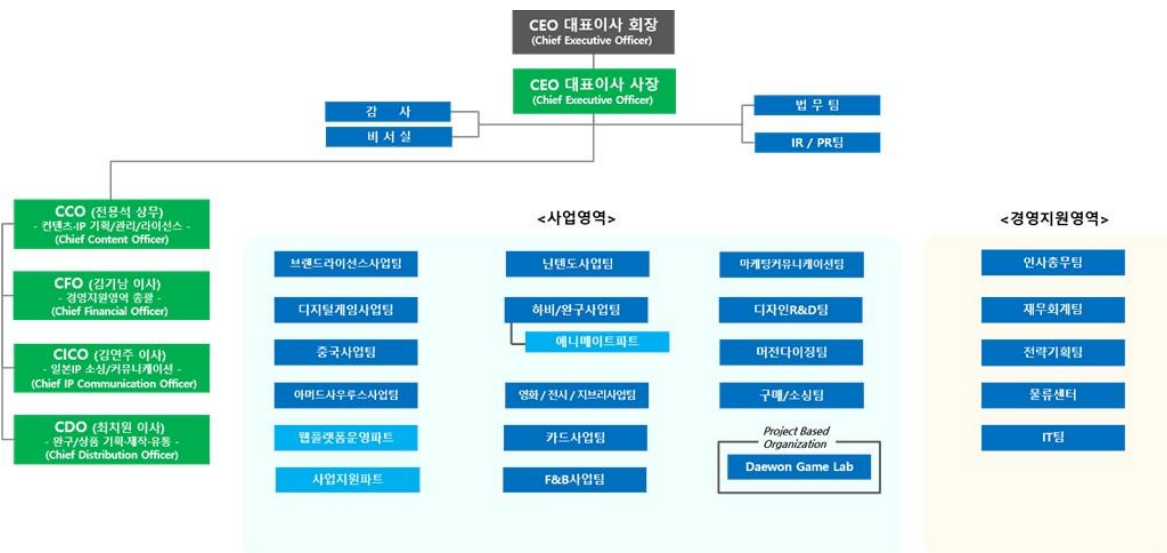 CEO 대표이사 회장
(Chief Executive Officer)
CEO 대표이사 사장
(Chief Executive Officer)
감 사
비서실
법무팀
IR / PR팀
CCO (전용석 상무)
- 컨텐츠·IP 기획/관리/라이선스 -
(Chief Content Officer)
CFO (김기남 이사)
- 경영지원영역 총괄 -
(Chief Financial Officer)
CICO (김연주 이사)
- 일본IP 소싱/커뮤니케이션 -
(Chief IP Communication Officer)
CDO (최치원 이사)
- 완구/상품 기획·제작·유통 -
(Chief Distribution Officer)
<사업영역>
브랜드라이선스사업팀
디지털게임사업팀
중국사업팀
아머드사우루스사업팀
웹플랫폼운영파트
사업지원파트
닌텐도사업팀
하비/완구사업팀
애니메이트파트
영화/전시/지브리사업팀
카드사업팀
F&B사업팀
마케팅커뮤니케이션팀
디자인R&D팀
머전다이징팀
구매/소싱팀
Project Based
Organization
Daewon Game Lab
<경영지원영역>
인사총무팀
재무회계팀
전략기획팀
물류센터
IT팀